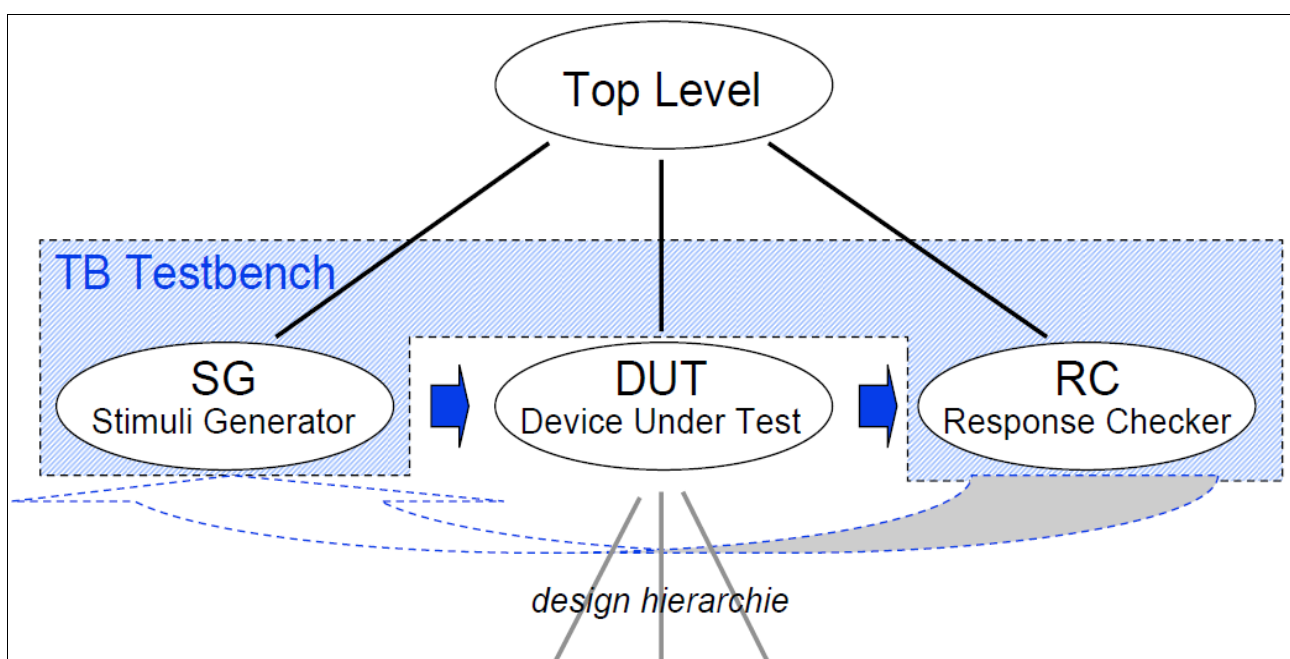 Top Level
TB Testbench
SG
Stimuli Generator
DUT
Device Under Test
RC
Response Checker
design hierarchie